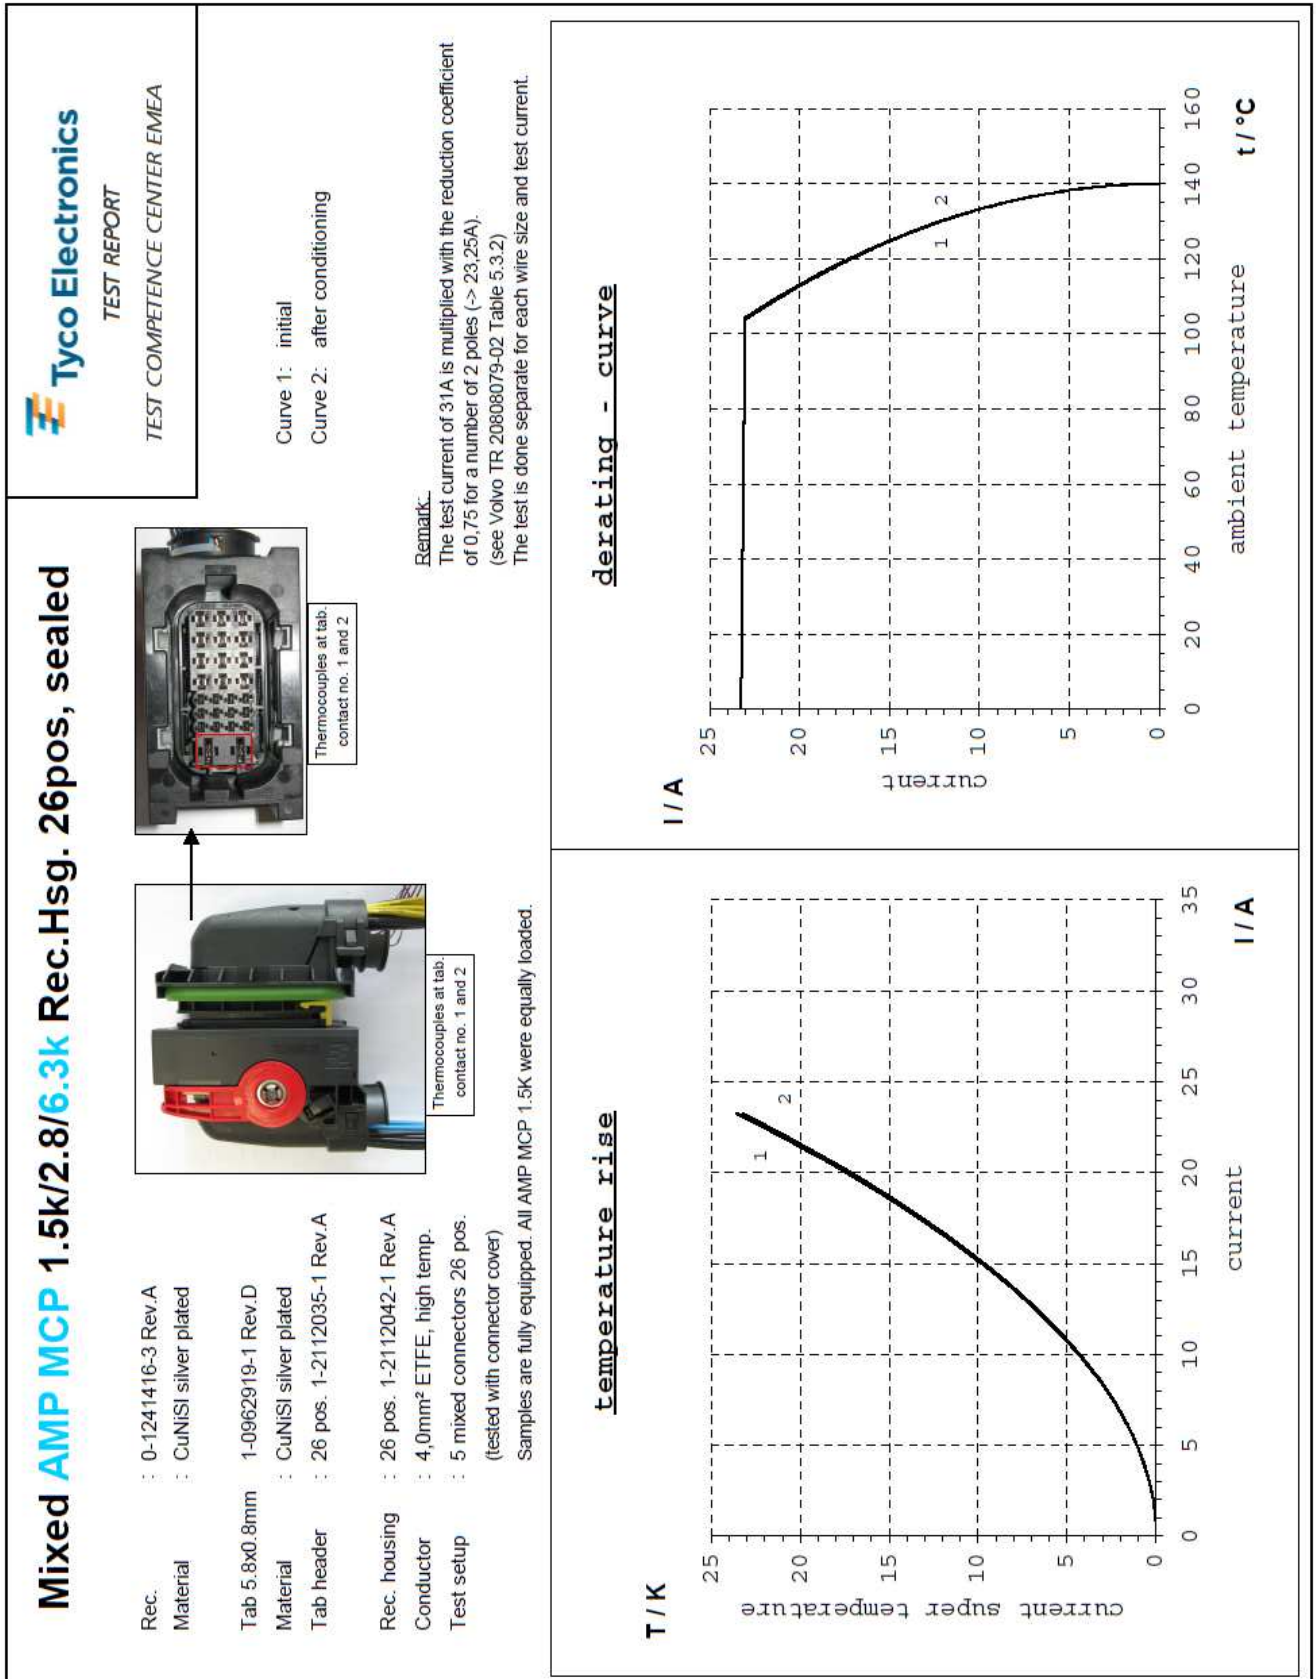 Mixed AMP MCP 1.5k/2.8/6.3k Rec.Hsg. 26pos, sealed
Tyco Electronics
TEST REPORT
TEST COMPETENCE CENTER EMEA
Rec. : 0-1241416-3 Rev.A
Material : CuNiSI silver plated
Tab 5.8x0.8mm 1-0962919-1 Rev.D
Material : CuNiSI silver plated
Tab header : 26 pos. 1-2112035-1 Rev.A
Rec. housing : 26 pos. 1-2112042-1 Rev.A
Conductor : 4,0mm² ETFE, high temp.
Test setup : 5 mixed connectors 26 pos.
(tested with connector cover)
Samples are fully equipped. All AMP MCP 1.5K were equally loaded.
Thermocouples at tab.
contact no. 1 and 2
Thermocouples at tab.
contact no. 1 and 2
Curve 1: initial
Curve 2: after conditioning
Remark:
The test current of 31A is multiplied with the reduction coefficient
of 0,75 for a number of 2 poles (-> 23,25A).
(see Volvo TR 20808079-02 Table 5.3.2)
The test is done separate for each wire size and test current.
temperature rise
T / K
current super temperature
25
20
15
10
5
0
1
2
0 5 10 15 20 25 30 35
current
I / A
derating - curve
I / A
current
25
20
15
10
5
0
1
2
0 20 40 60 80 100 120 140 160
ambient temperature
t / °C